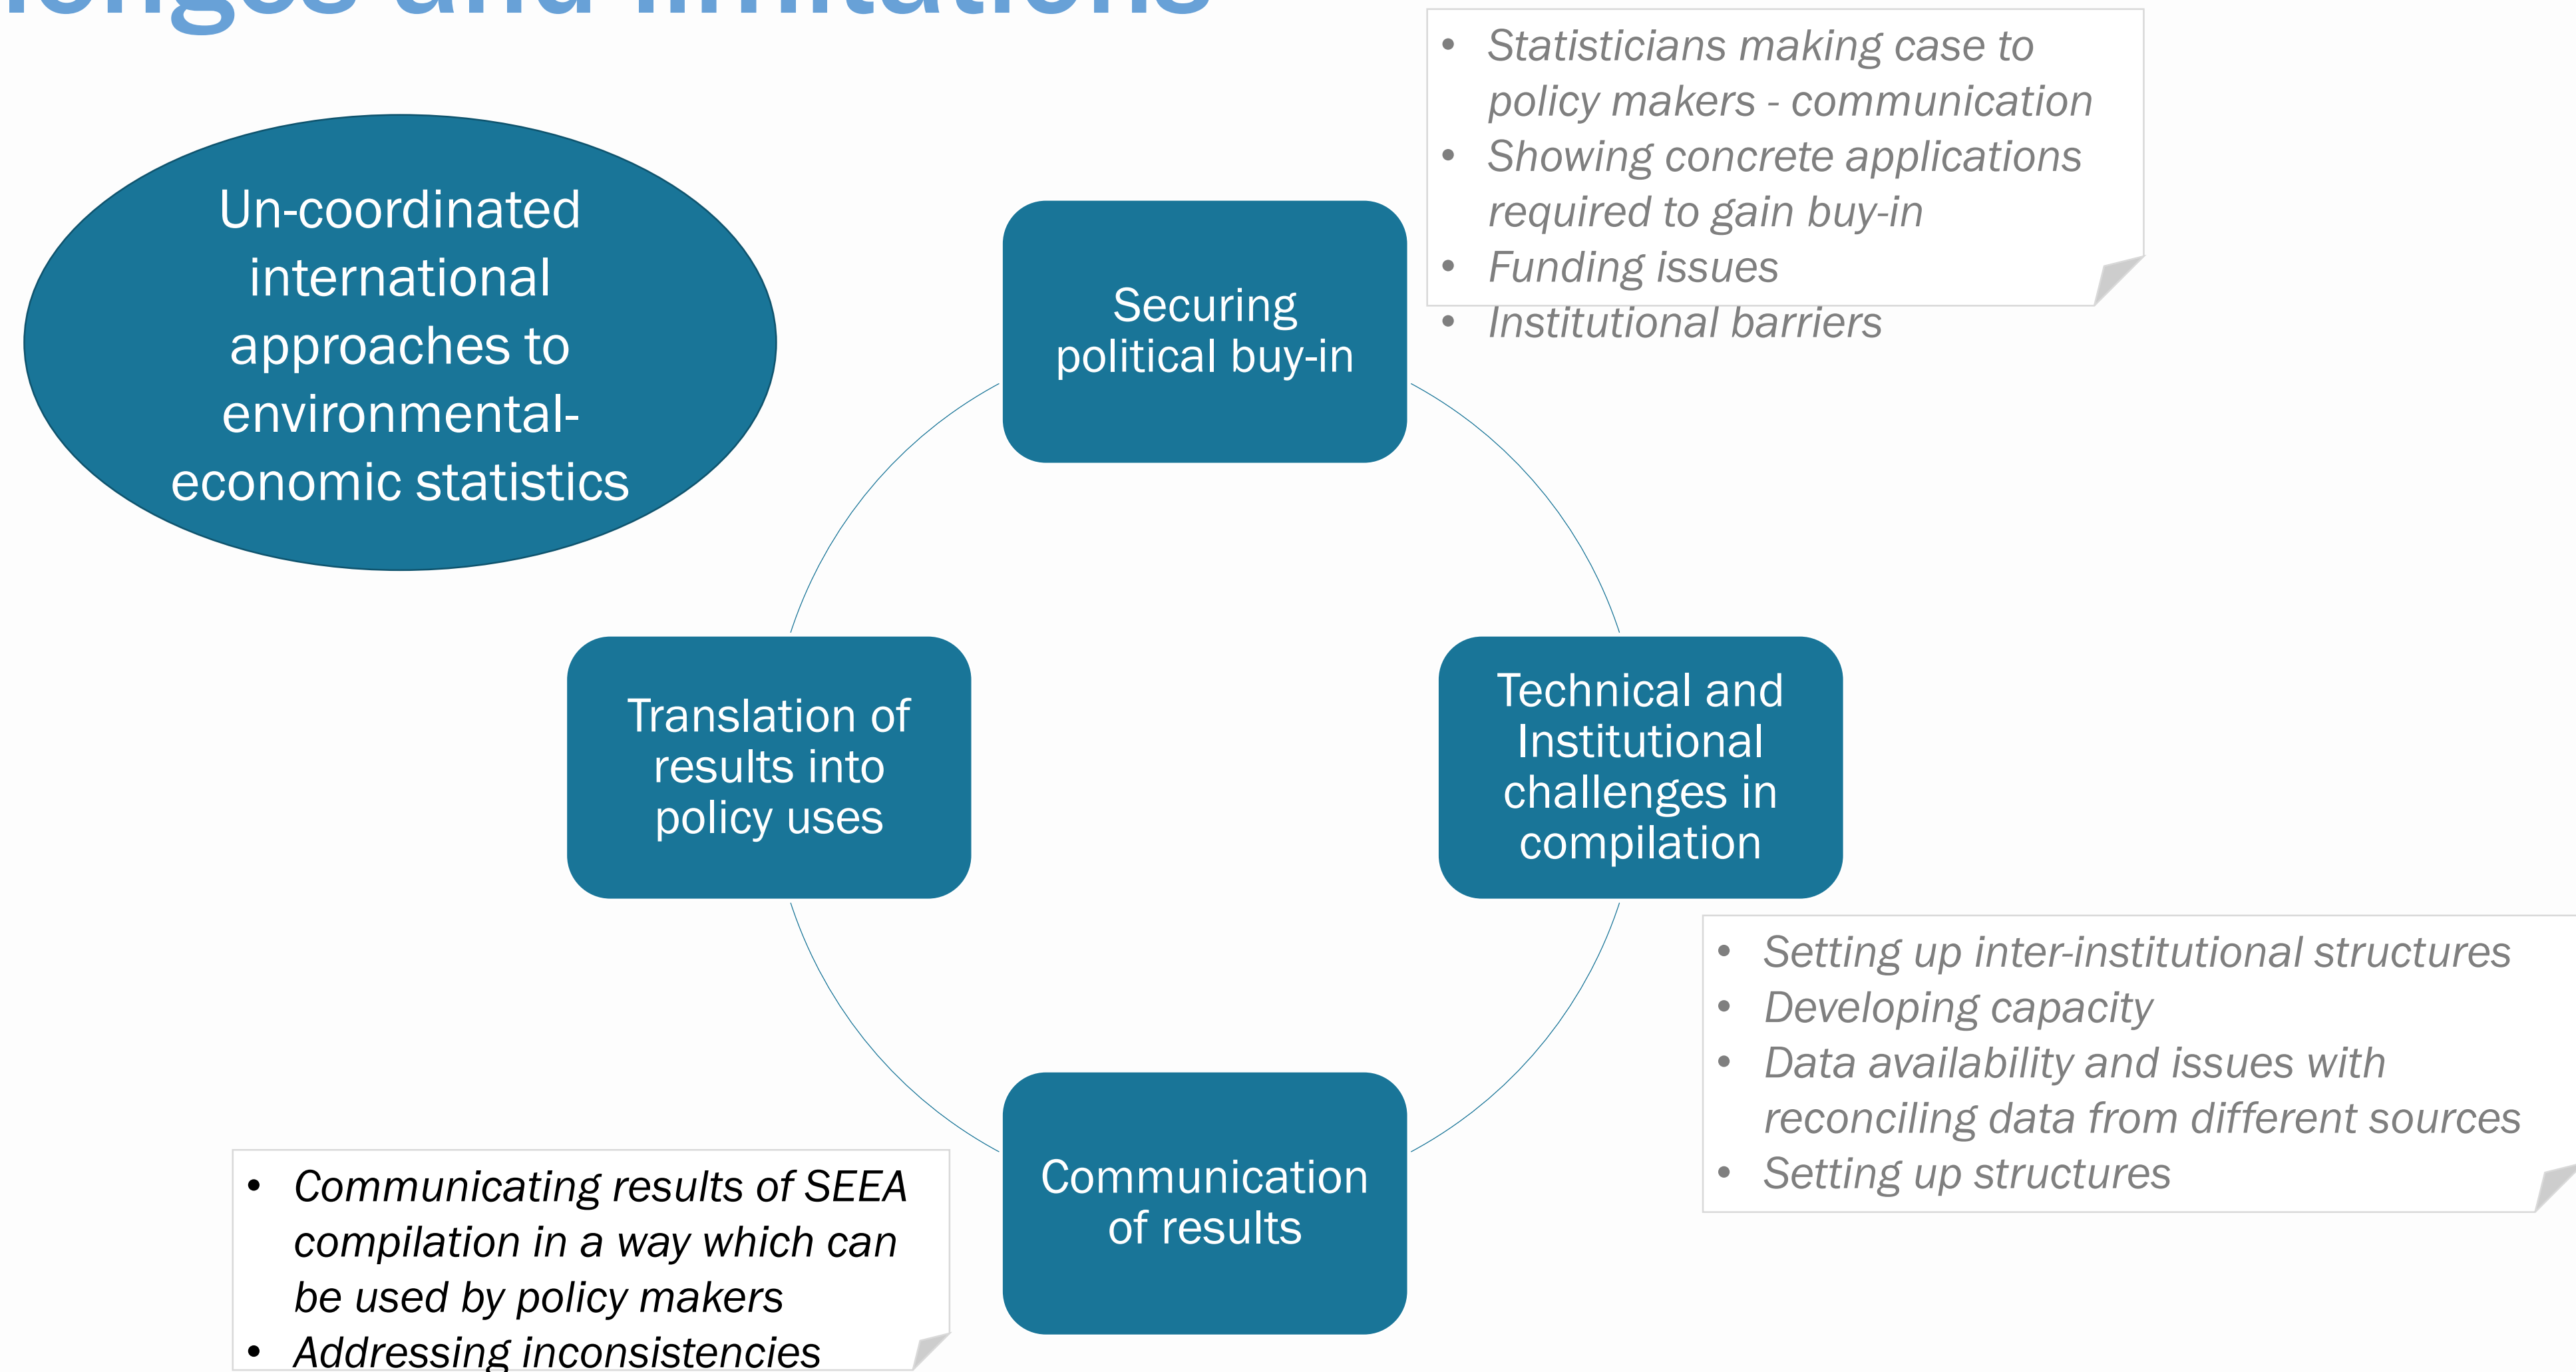 and limitations
• Statisticians making case to
policy makers - communication
• Showing concrete applications
required to gain buy-in
• Funding issues
• Institutional barriers
Un-coordinated
international
approaches to
environmental-
economic statistics
Securing
political buy-in
Translation of
results into
policy uses
Technical and
Institutional
challenges in
compilation
• Setting up inter-institutional structures
• Developing capacity
• Data availability and issues with
reconciling data from different sources
• Setting up structures
Communication
of results
• Communicating results of SEEA
compilation in a way which can
be used by policy makers
• Addressing inconsistencies